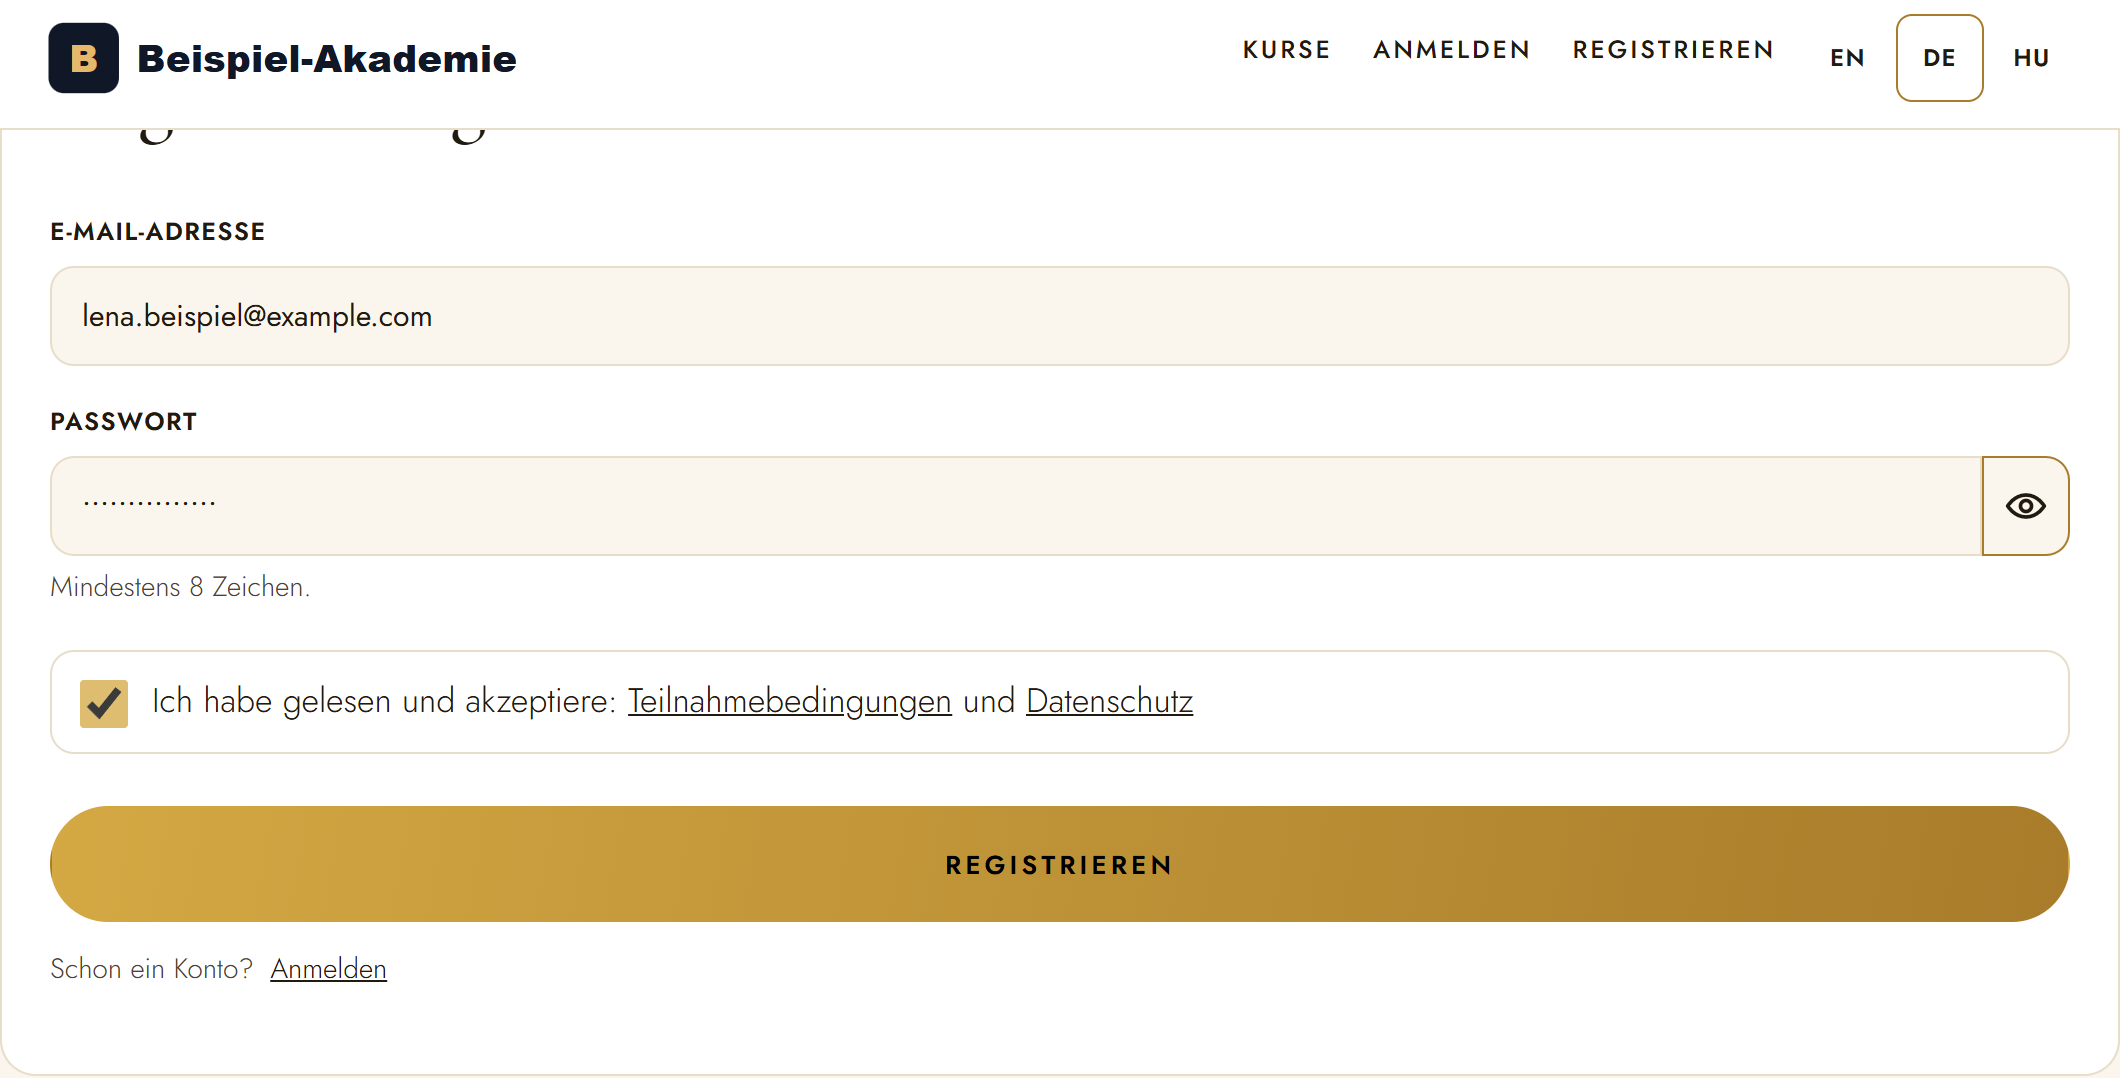 B Beispiel-Akademie
KURSE ANMELDEN REGISTRIEREN EN DE HU
E-MAIL-ADRESSE
lena.beispiel@example.com
PASSWORT
Mindestens 8 Zeichen.
Ich habe gelesen und akzeptiere: Teilnahmebedingungen und Datenschutz
REGISTRIEREN
Schon ein Konto? Anmelden